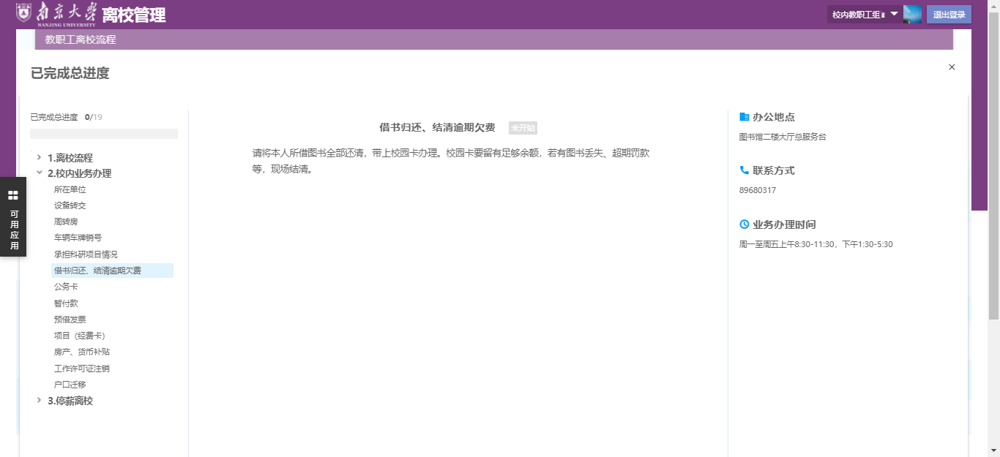 南京大学
NANJING UNIVERSITY
离校管理
校内教职工组
退出登录
教职工离校流程
已完成总进度
×
已完成总进度 0/19
1.离校流程
2.校内业务办理
所在单位
设备转交
周转房
车辆车牌销号
承担科研项目情况
借书归还、结清逾期欠费
公务卡
暂付款
预借发票
项目（经费卡）
房产、货币补贴
工作许可证注销
户口迁移
3.停薪离校
可用应用
借书归还、结清逾期欠费 未开始
请将本人所借图书全部还清，带上校园卡办理。校园卡要留有足够余额，若有图书丢失、超期罚款
等，现场结清。
办公地点
图书馆二楼大厅总服务台
联系方式
89680317
业务办理时间
周一至周五上午8:30-11:30，下午1:30-5:30